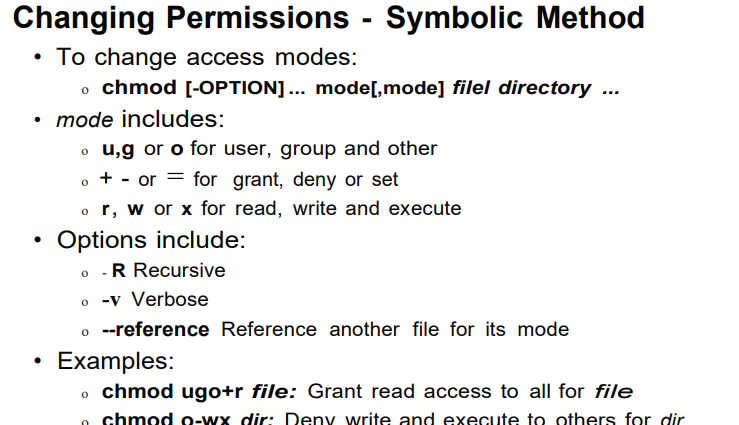 Changing Permissions - Symbolic Method
• To change access modes:
o chmod [-OPTION]... mode[,mode] filel directory ...
• mode includes:
o u,g or o for user, group and other
o + - or = for grant, deny or set
o r, w or x for read, write and execute
• Options include:
o - R Recursive
o -v Verbose
o --reference Reference another file for its mode
• Examples:
o chmod ugo+r file: Grant read access to all for file
o chmod o-wx dir: Deny write and execute to others for dir